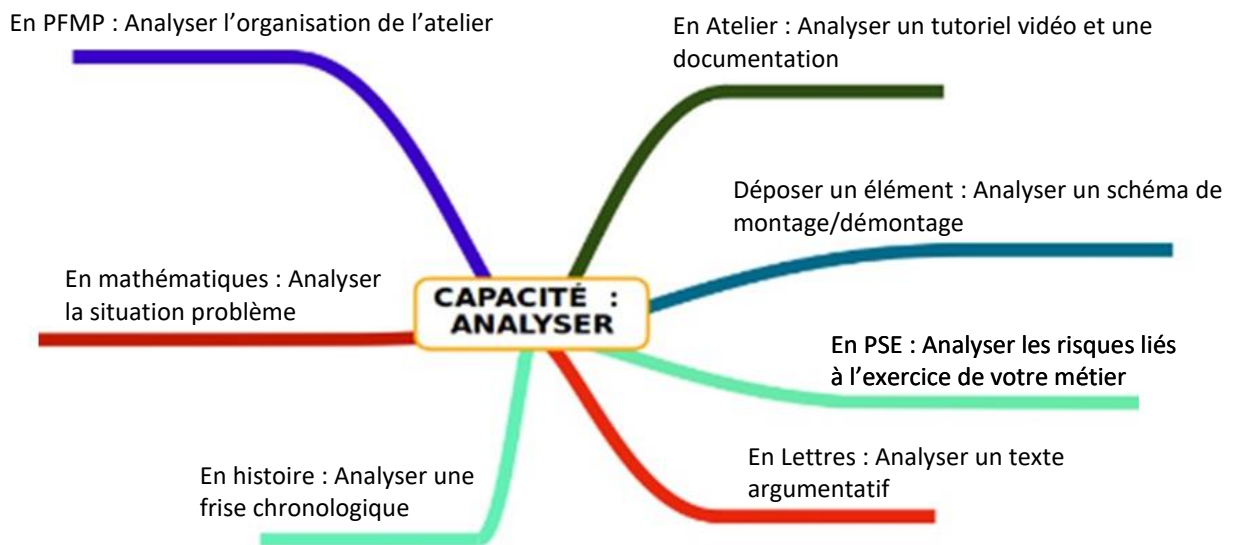 En PFMP : Analyser l’organisation de l’atelier
En Atelier : Analyser un tutoriel vidéo et une
documentation
Déposer un élément : Analyser un schéma de
montage/démontage
En mathématiques : Analyser
la situation problème
CAPACITÉ :
ANALYSER
En PSE : Analyser les risques liés
à l’exercice de votre métier
En Lettres : Analyser un texte
argumentatif
En histoire : Analyser une
frise chronologique